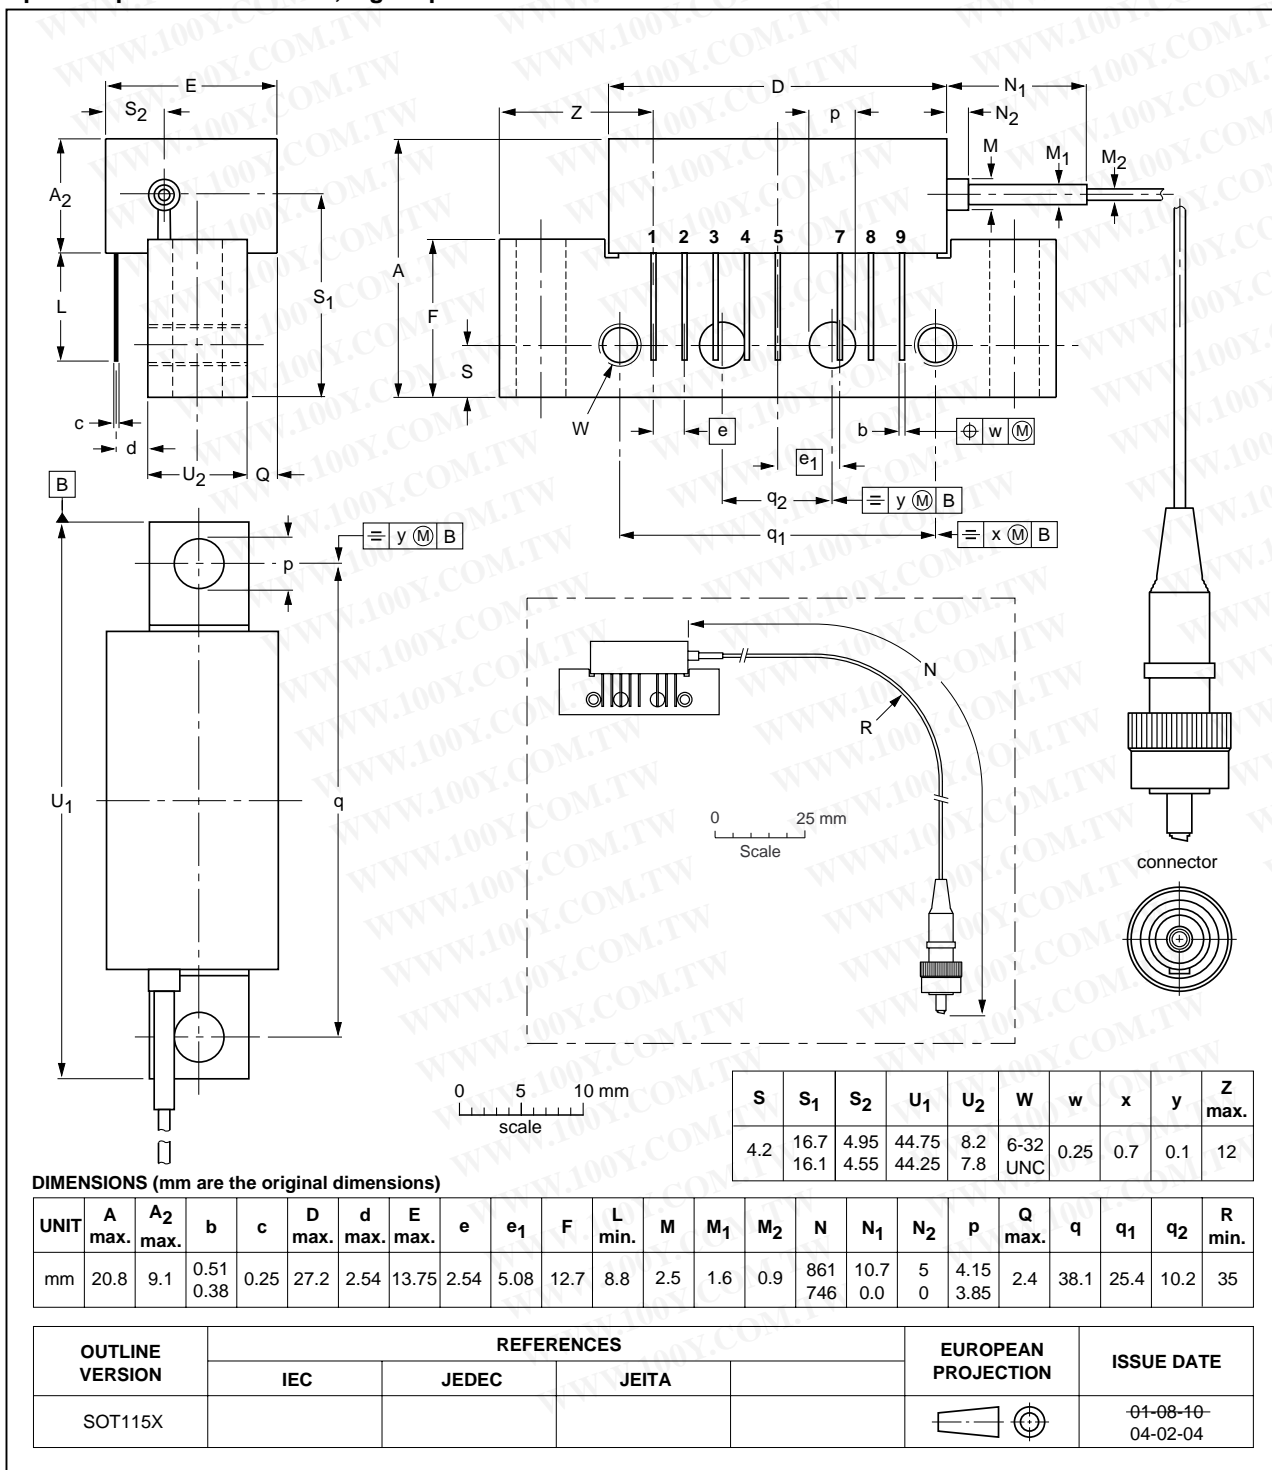 E
S2
A2
L
S1
c
d
U2
Q
D
N1
Z
p
N2
M
M1
M2
1 2 3 4 5 7 8 9
A
F
S
W
e
b
w M
e1
q2
y M B
q1
x M B
B
y M B
p
U1
q
N
R
0 25 mm
Scale
connector
0 5 10 mm
scale
S S1 S2 U1 U2 W w x y Z max.
4.2 16.7 16.1 4.95 4.55 44.75 44.25 8.2 7.8 6-32 UNC 0.25 0.7 0.1 12
DIMENSIONS (mm are the original dimensions)
UNIT A max. A2 max. b c D max. d max. E max. e e1 F L min. M M1 M2 N N1 N2 p Q max. q q1 q2 R min.
mm 20.8 9.1 0.51 0.38 0.25 27.2 2.54 13.75 2.54 5.08 12.7 8.8 2.5 1.6 0.9 861 746 10.7 0.0 5 0 4.15 3.85 2.4 38.1 25.4 10.2 35
OUTLINE VERSION
REFERENCES
IEC JEDEC JEITA
EUROPEAN PROJECTION
ISSUE DATE
SOT115X
01-08-10
04-02-04
WWW.100Y.COM.TW